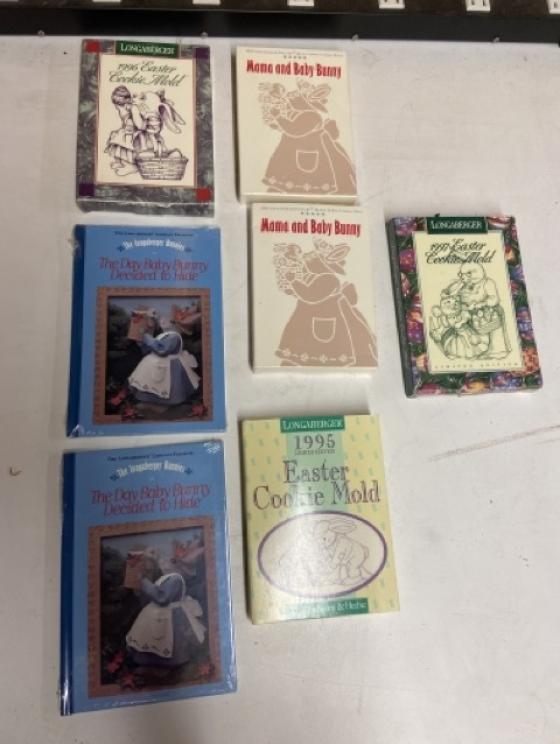 LONGABERGER
1996 Easter
Cookie Mold
Mama and Baby Bunny
The Longaberger Bunnies
The Day Baby Bunny
Decided to Hide
Mama and Baby Bunny
LONGABERGER
1997 Easter
Cookie Mold
LIMITED EDITION
The Longaberger Bunnies
The Day Baby Bunny
Decided to Hide
LONGABERGER
1995
Easter
Cookie Mold